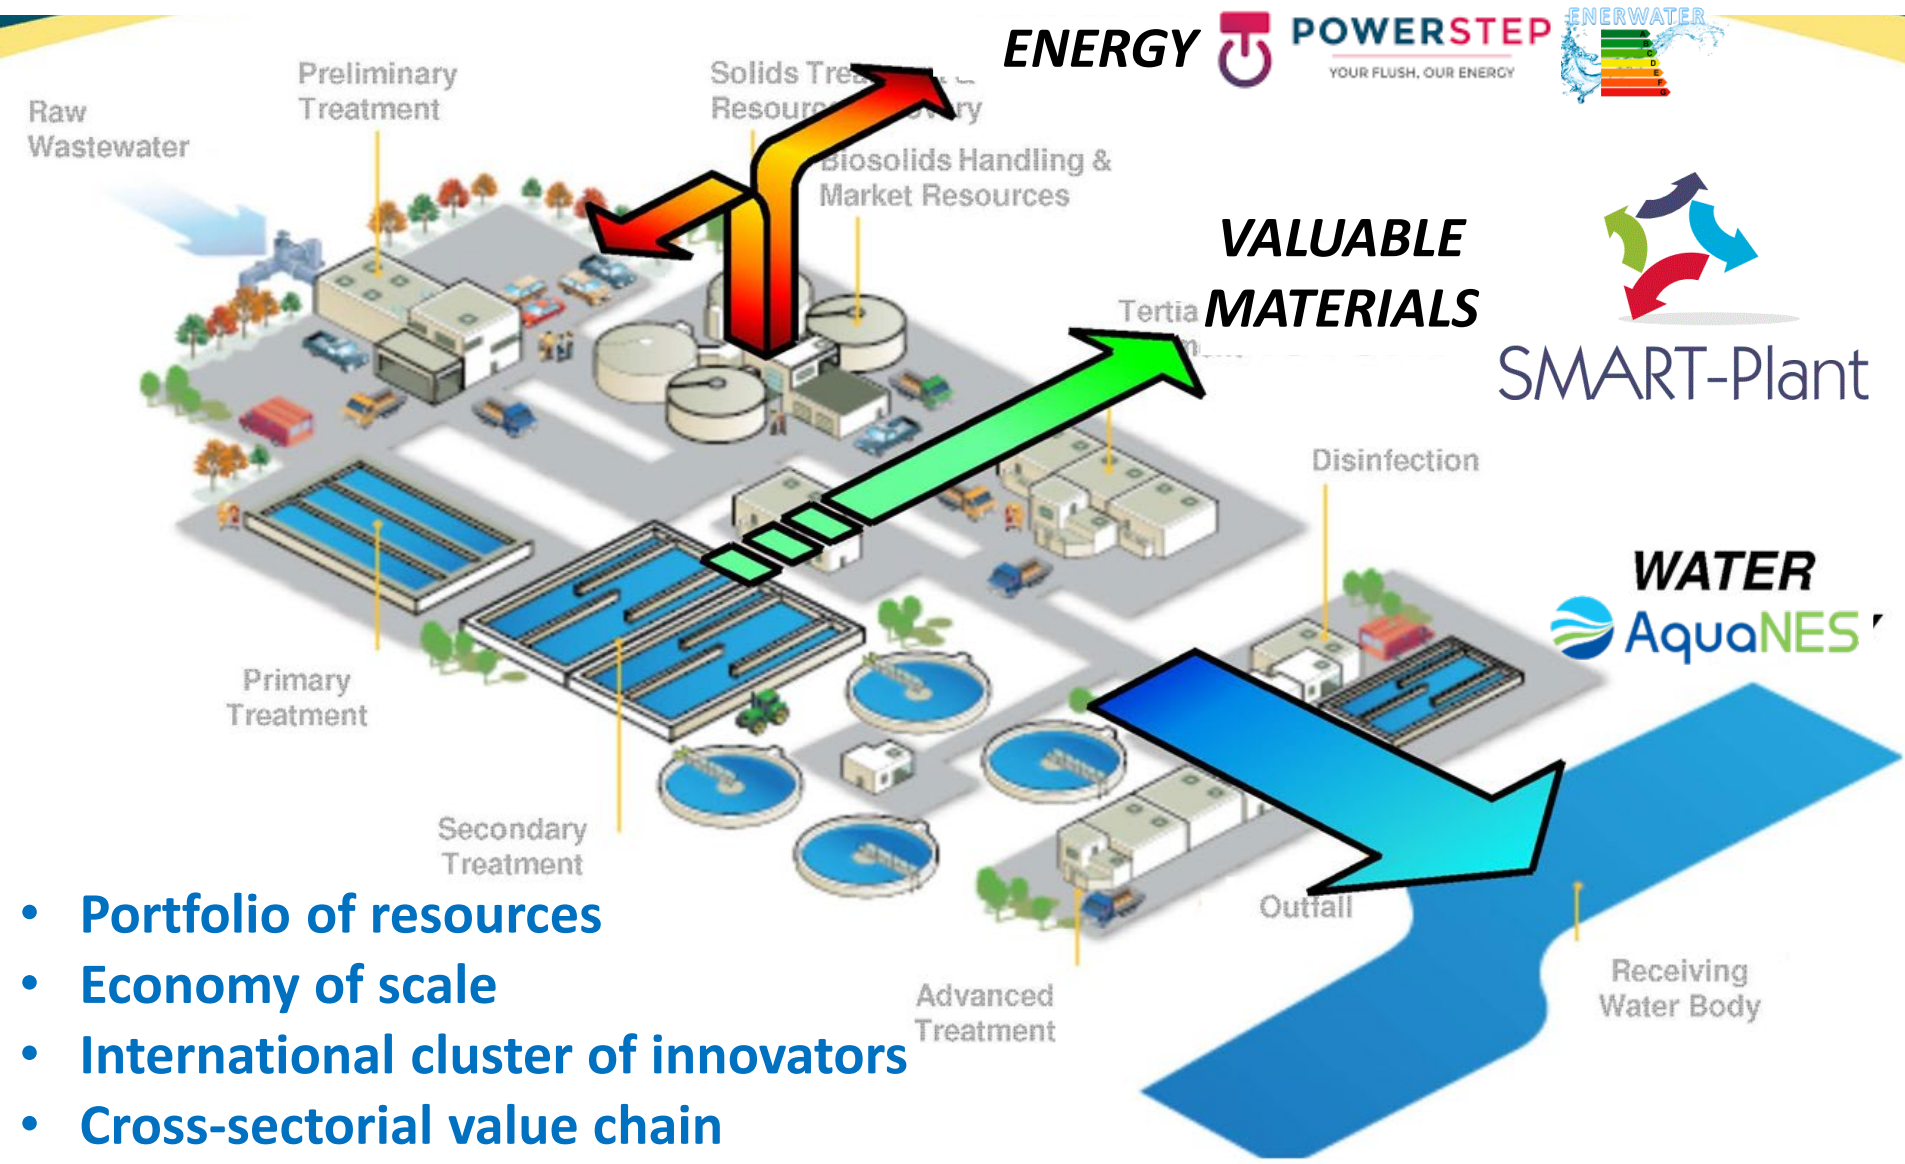 ENERGY
POWERSTEP
YOUR FLUSH, OUR ENERGY
ENERWATER
A
B
C
D
E
F
G
Preliminary
Treatment
Raw
Wastewater
Solids
Biosolids Handling &
Market Resources
VALUABLE
MATERIALS
SMART-Plant
Disinfection
WATER
AquaNES
Primary
Treatment
Secondary
Treatment
Outfall
Advanced
Treatment
Receiving
Water Body
• Portfolio of resources
• Economy of scale
• International cluster of innovators
• Cross-sectorial value chain